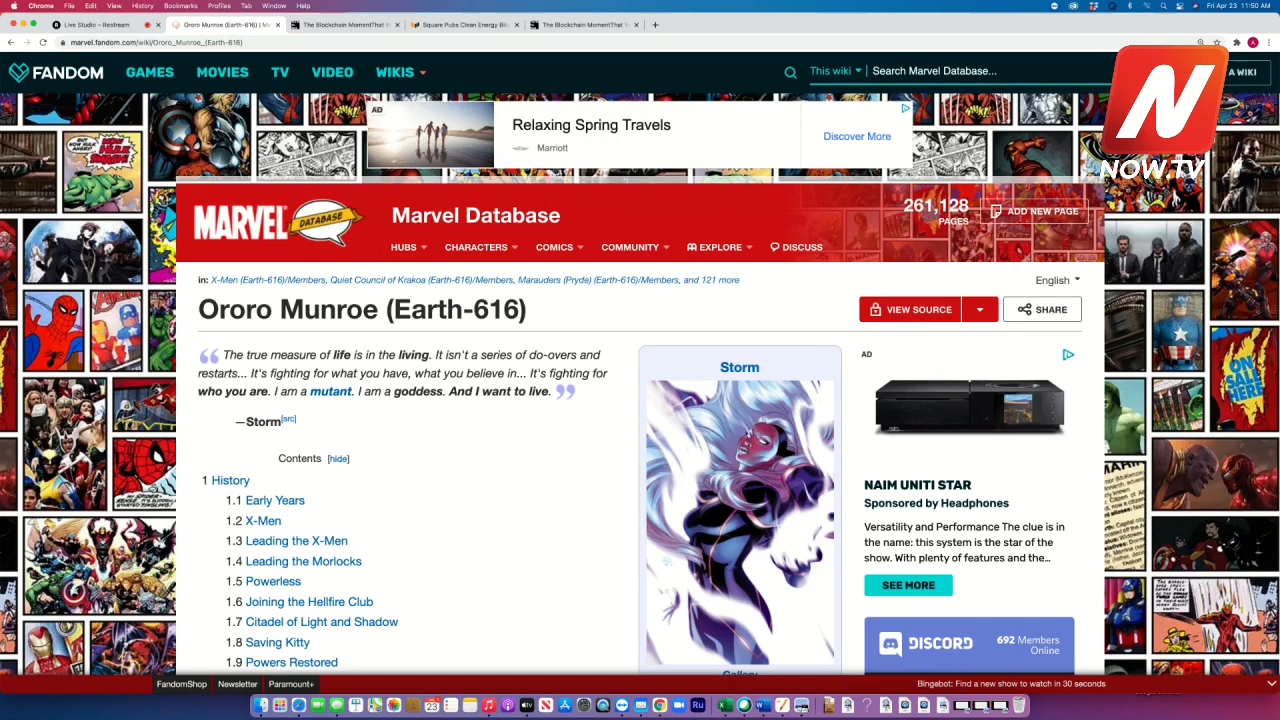 Chrome File Edit View History Bookmarks Profiles Tab Window Help
Fri Apr 23 11:50 AM
Live Studio – Restream
Ororo Munroe (Earth-616) | M
The Blockchain MomentThat
Square Pubs Clean Energy
The Blockchain MomentThat
marvel.fandom.com/wiki/Ororo_Munroe_(Earth-616)
FANDOM GAMES MOVIES TV VIDEO WIKIS
This wiki Search Marvel Database...
A WIKI
N
NOW.TV
AD
Relaxing Spring Travels
Marriott
Discover More
MARVEL DATABASE
Marvel Database
261,128
PAGES
ADD NEW PAGE
HUBS CHARACTERS COMICS COMMUNITY EXPLORE DISCUSS
in: X-Men (Earth-616)/Members, Quiet Council of Krakoa (Earth-616)/Members, Marauders (Pryde) (Earth-616)/Members, and 121 more
English
Ororo Munroe (Earth-616)
VIEW SOURCE
SHARE
The true measure of life is in the living. It isn't a series of do-overs and
restarts... It's fighting for what you have, what you believe in... It's fighting for
who you are. I am a mutant. I am a goddess. And I want to live.
—Storm[src]
Contents [hide]
1 History
1.1 Early Years
1.2 X-Men
1.3 Leading the X-Men
1.4 Leading the Morlocks
1.5 Powerless
1.6 Joining the Hellfire Club
1.7 Citadel of Light and Shadow
1.8 Saving Kitty
1.9 Powers Restored
Storm
Gallery
AD
NAIM UNITI STAR
Sponsored by Headphones
Versatility and Performance The clue is in
the name: this system is the star of the
show. With plenty of features and the…
SEE MORE
DISCORD
692 Members
Online
ON
SALE
HERE
FandomShop Newsletter Paramount+
Bingebot: Find a new show to watch in 30 seconds